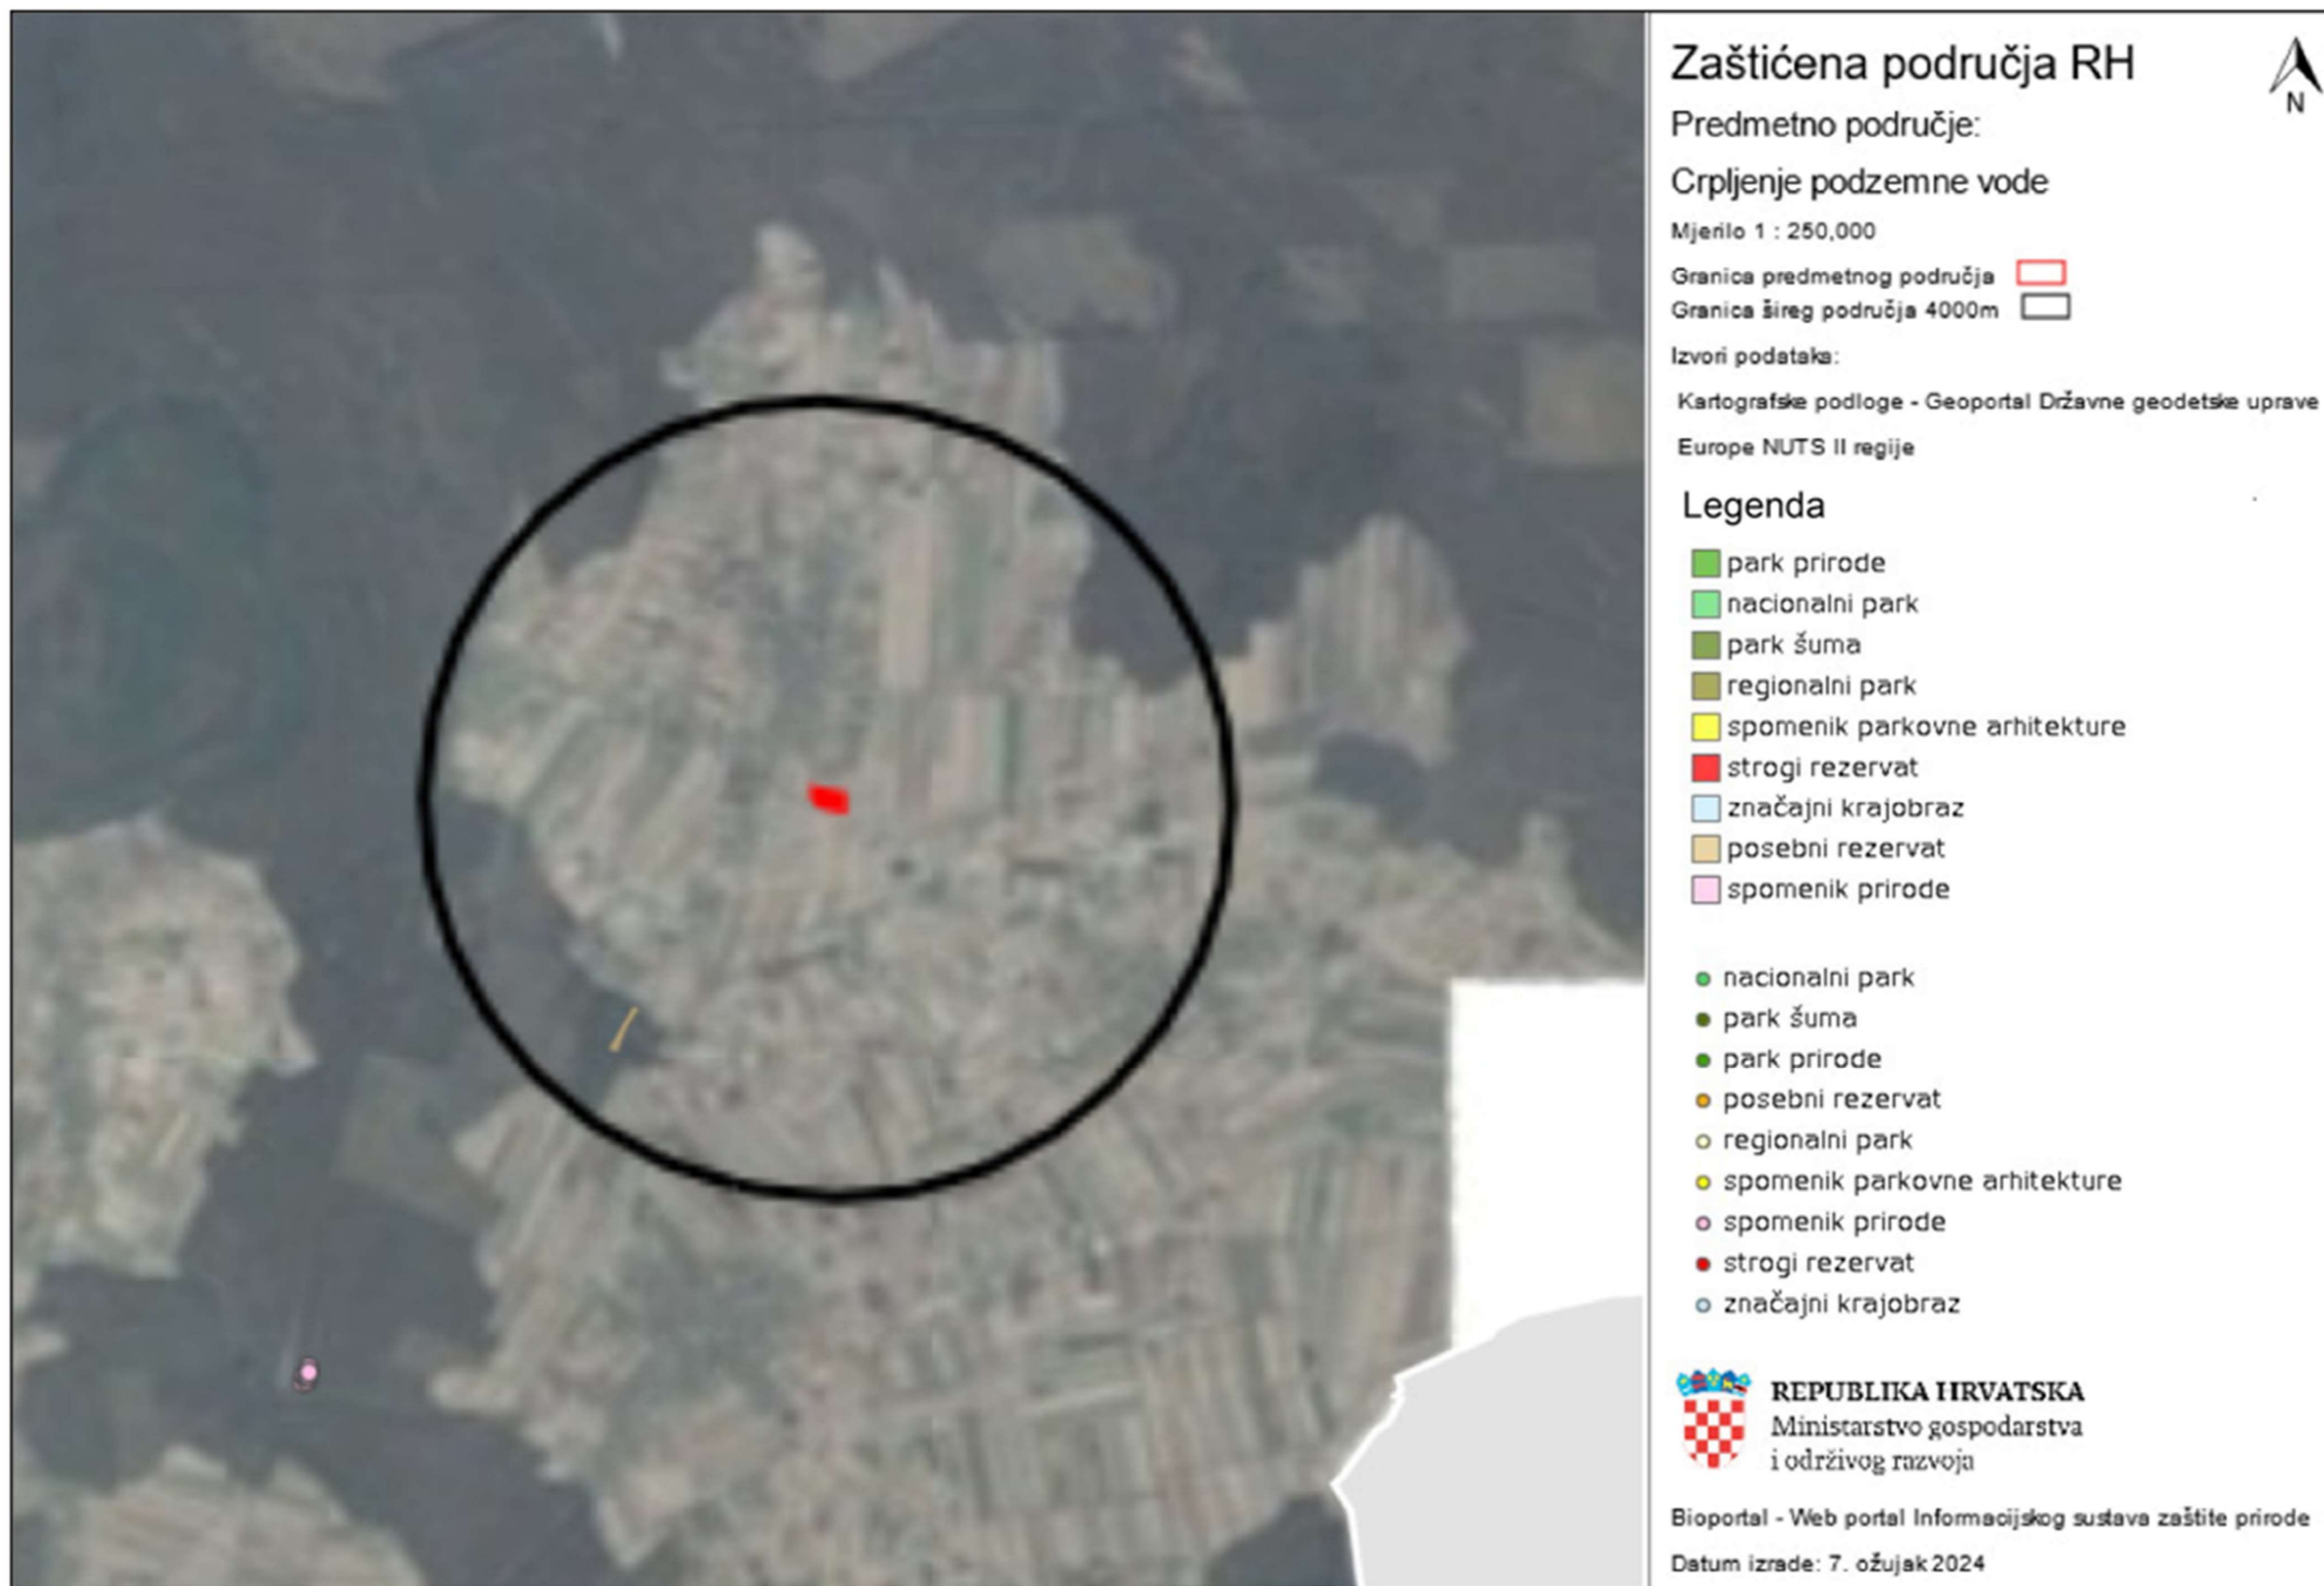 Zaštićena područja RH
N
Predmetno područje:
Crpljenje podzemne vode
Mjerilo 1 : 250,000
Granica predmetnog područja
Granica šireg područja 4000m
Izvori podataka:
Kartografske podloge - Geoportal Državne geodetske uprave
Europe NUTS II regije
Legenda
park prirode
nacionalni park
park šuma
regionalni park
spomenik parkovne arhitekture
strogi rezervat
značajni krajobraz
posebni rezervat
spomenik prirode
nacionalni park
park šuma
park prirode
posebni rezervat
regionalni park
spomenik parkovne arhitekture
spomenik prirode
strogi rezervat
značajni krajobraz
REPUBLIKA HRVATSKA
Ministarstvo gospodarstva
i održivog razvoja
Bioportal - Web portal Informacijskog sustava zaštite prirode
Datum izrade: 7. ožujak 2024